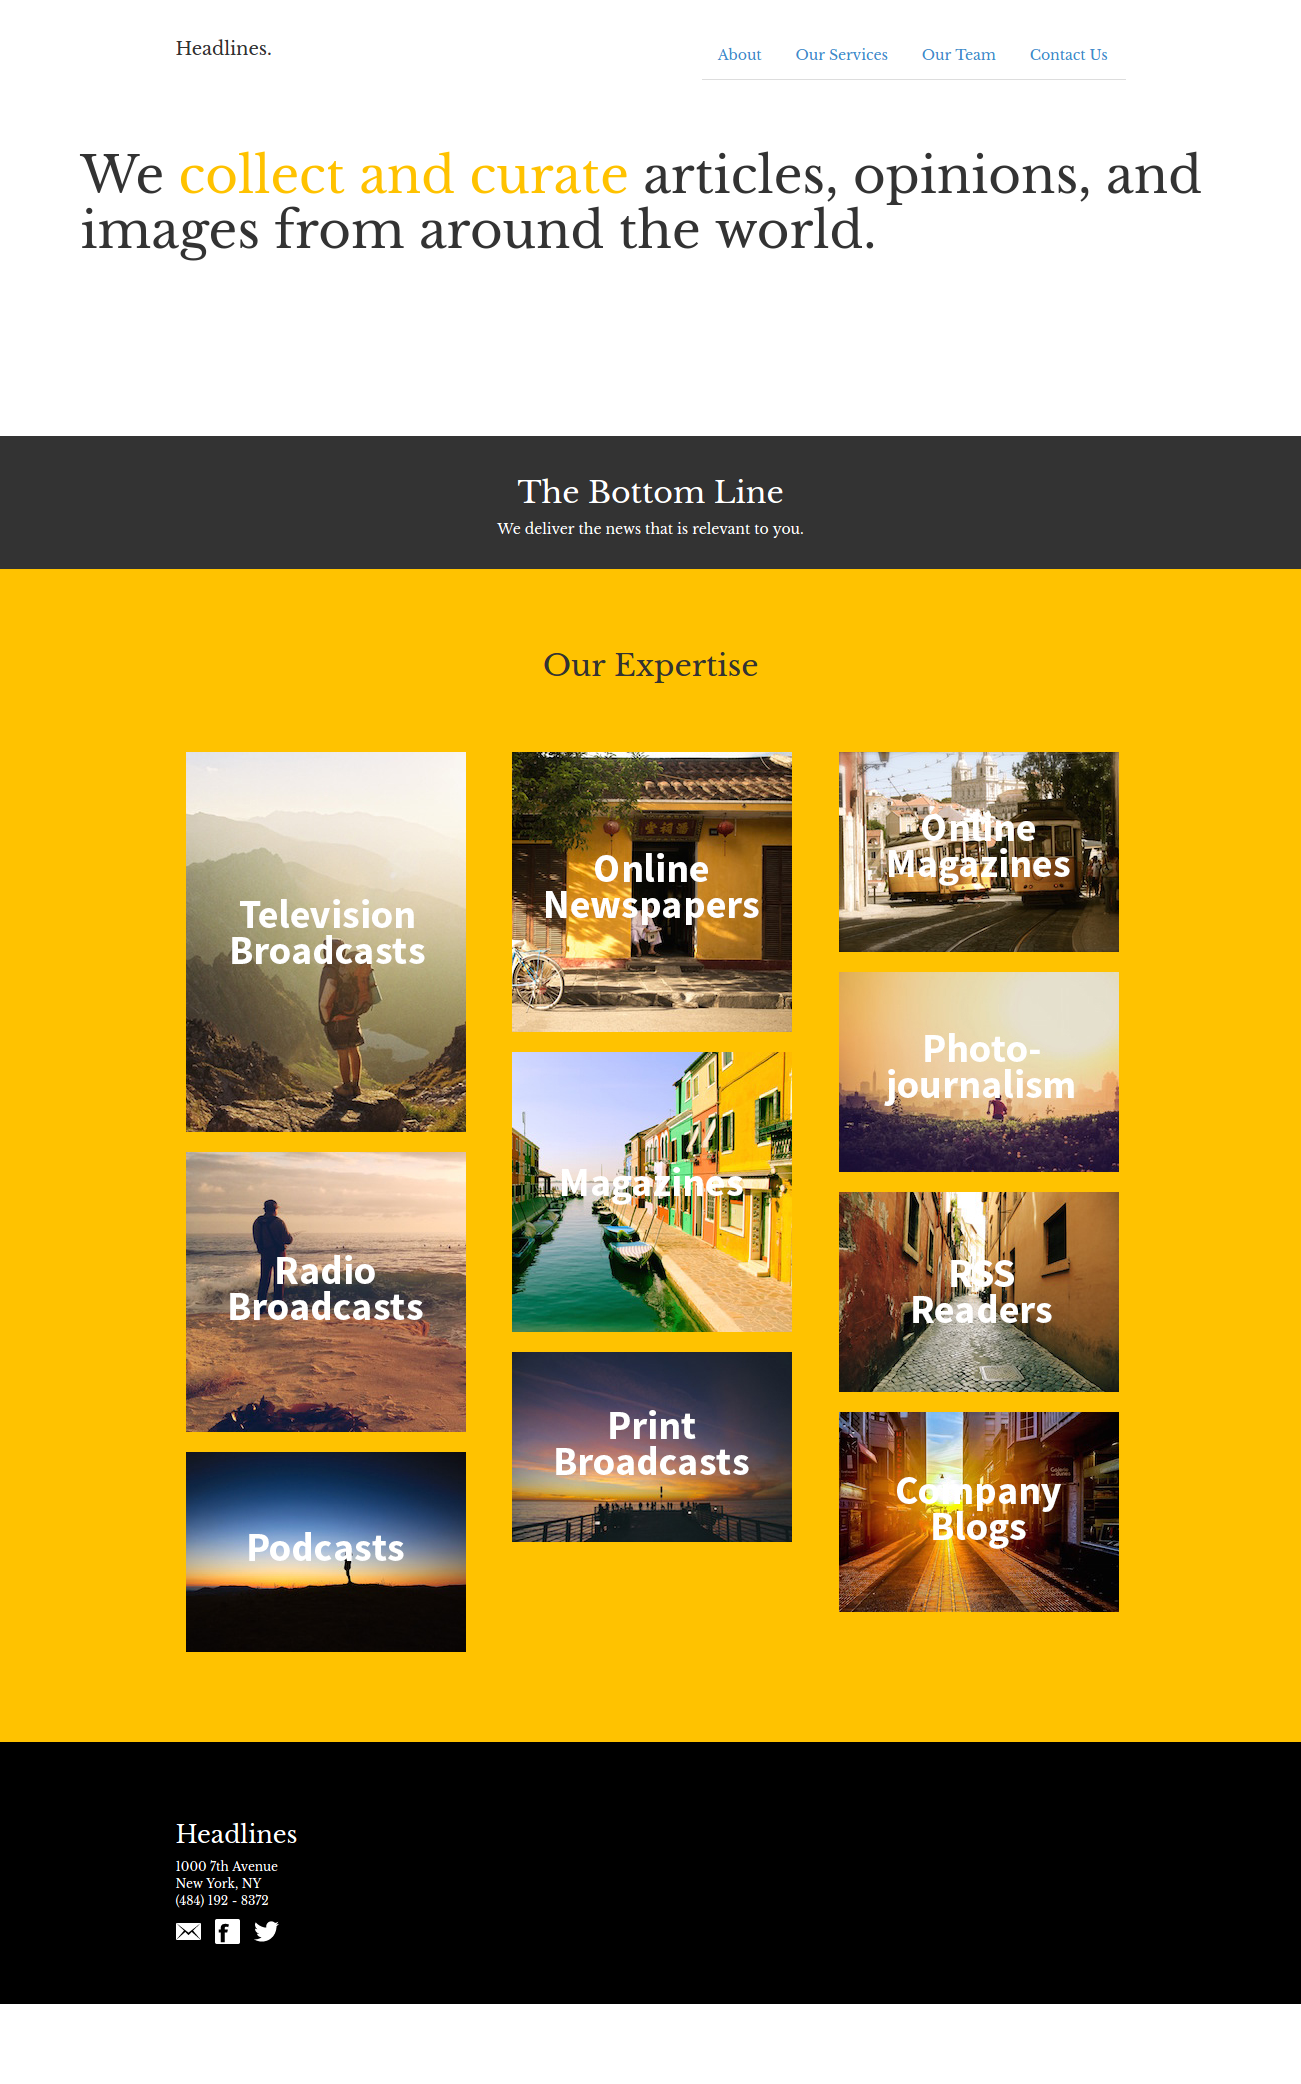 Headlines.
About
Our Services
Our Team
Contact Us
We collect and curate articles, opinions, and
images from around the world.
The Bottom Line
We deliver the news that is relevant to you.
Our Expertise
Television
Broadcasts
Radio
Broadcasts
Podcasts
Online
Newspapers
Magazines
Print
Broadcasts
Online
Magazines
Photo-
journalism
RSS
Readers
Company
Blogs
Headlines
1000 7th Avenue
New York, NY
(484) 192 - 8372